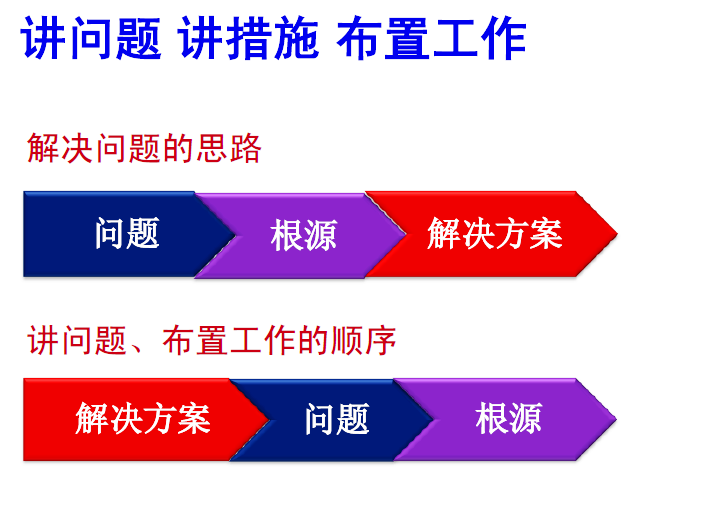 讲问题 讲措施 布置工作
解决问题的思路
问题 根源 解决方案
讲问题、布置工作的顺序
解决方案 问题 根源